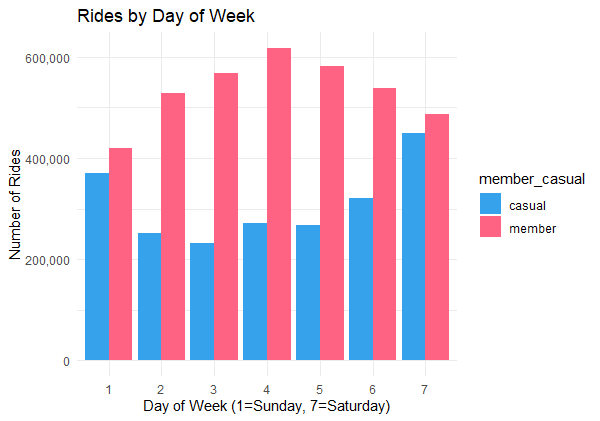 Rides by Day of Week
Number of Rides
600,000
400,000
200,000
0
1 2 3 4 5 6 7
Day of Week (1=Sunday, 7=Saturday)
member_casual
casual
member